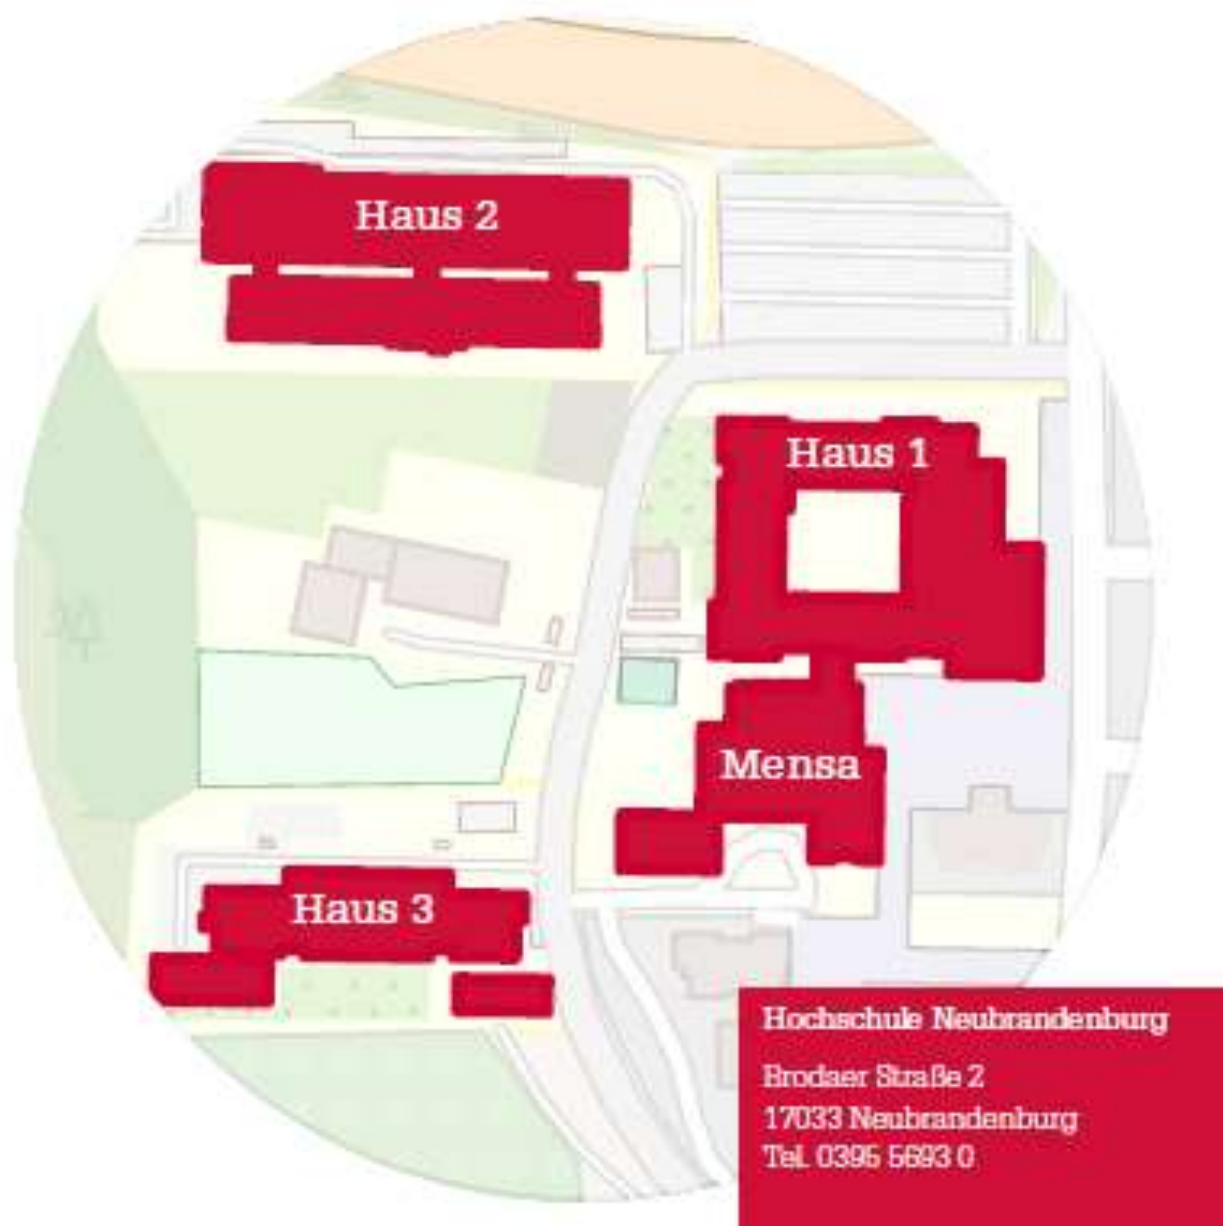 Haus 2
Haus 1
Mensa
Haus 3
Hochschule Neubrandenburg
Brodaer Straße 2
17033 Neubrandenburg
Tel. 0395 5693 0